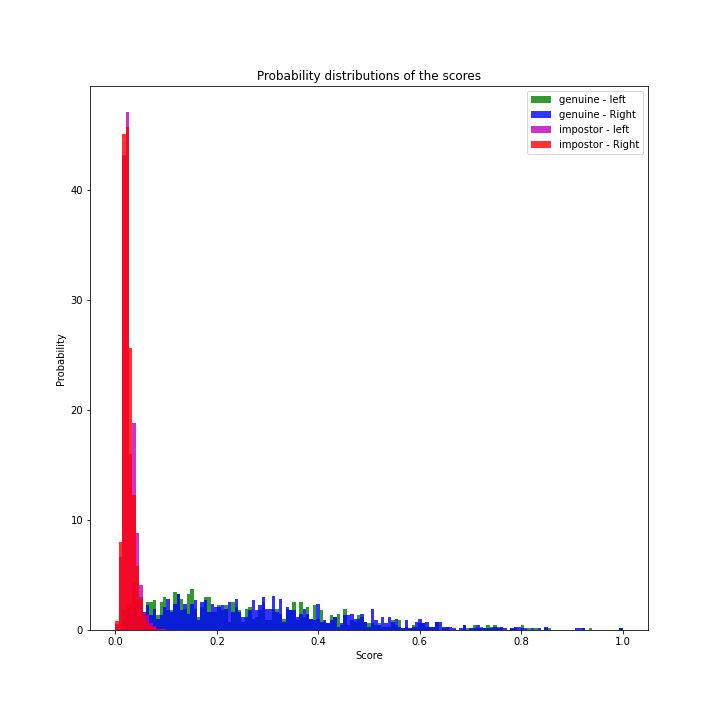 Probability distributions of the scores
genuine - left
genuine - Right
impostor - left
impostor - Right
40
30
20
10
0
Probability
0.0 0.2 0.4 0.6 0.8 1.0
Score